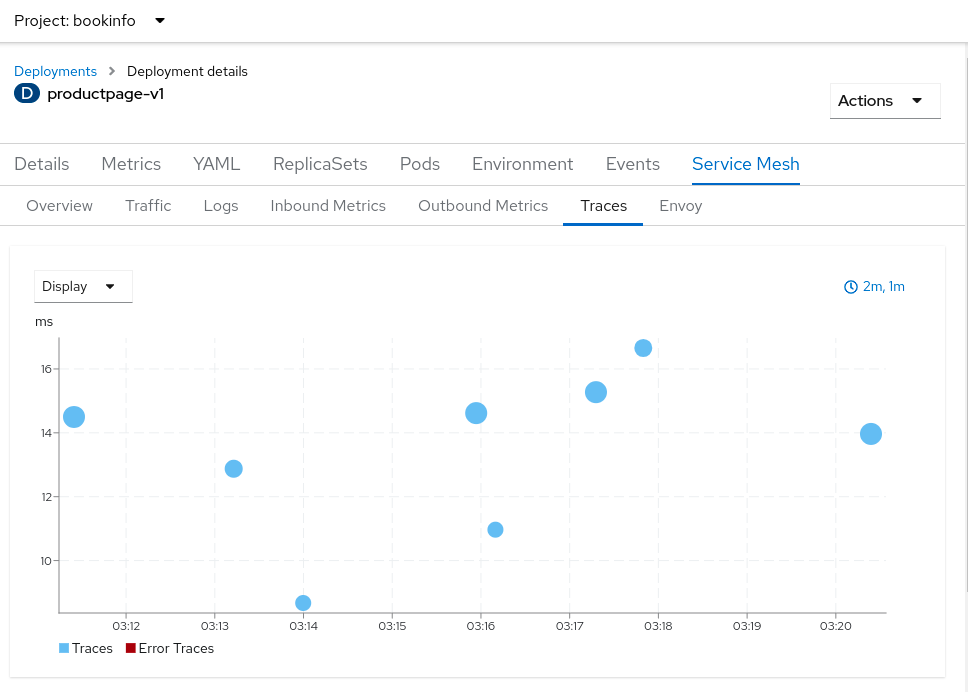 Project: bookinfo
Deployments > Deployment details
D productpage-v1
Actions
Details Metrics YAML ReplicaSets Pods Environment Events Service Mesh
Overview Traffic Logs Inbound Metrics Outbound Metrics Traces Envoy
Display
2m, 1m
ms
16
14
12
10
03:12 03:13 03:14 03:15 03:16 03:17 03:18 03:19 03:20
Traces Error Traces